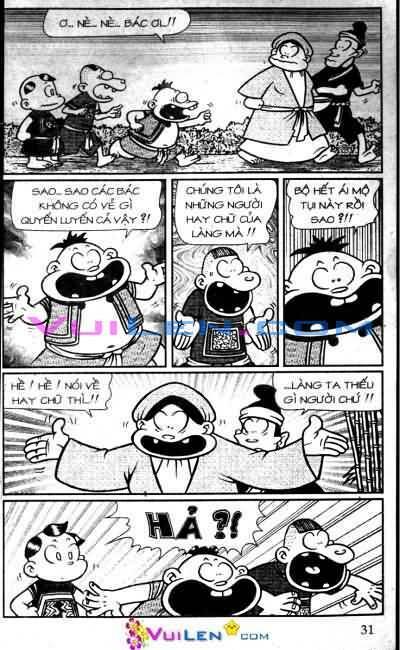 Ơ... NÈ... NÈ.. BÁC ƠI..!!
SAO... SAO CÁC BÁC
KHÔNG CÓ VẺ GÌ
QUYẾN LUYẾN CẢ VẬY ?!
CHÚNG TÔI LÀ
NHỮNG NGƯỜI
HAY CHỮ CỦA
LÀNG MÀ !!
BỘ HẾT ÁI MỘ
TỤI NÀY RỒI
SAO ?!!
VUILEN.COM
HỀ ! HỀ ! NÓI VỀ
HAY CHỮ THÌ..!!
...LÀNG TA THIẾU
GÌ NGƯỜI CHỨ !!
HẢ ?!
31
VUILEN.COM